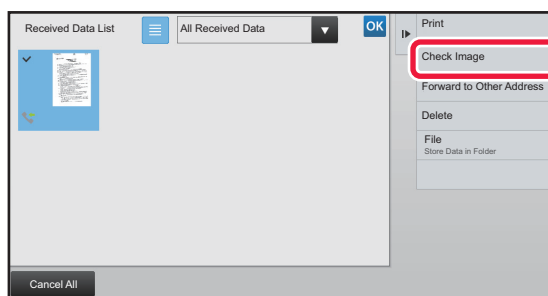 Received Data List
All Received Data
OK
Print
Check Image
Forward to Other Address
Delete
File
Store Data in Folder
Cancel All